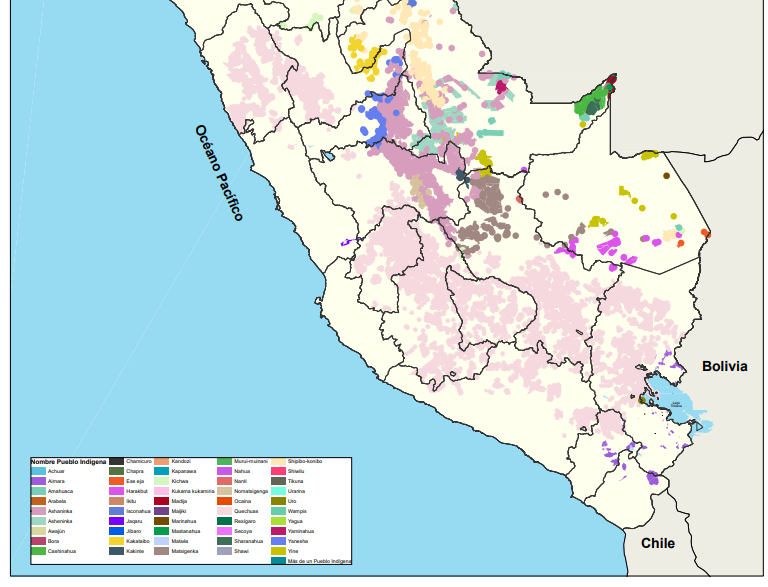 Océano Pacífico
Bolivia
Chile
Nombre Pueblo Indígena
Achuar
Aimara
Amahuaca
Arabela
Ashaninka
Asheninka
Awajún
Bora
Cashinahua
Chamicuro
Chapra
Ese eja
Harakbut
Ikitu
Iscsonahua
Jaqaru
Jíbaro
Kakataibo
Kakinte
Kandozi
Kapanawa
Kichwa
Kukama kukamiria
Madija
Maijiki
Marinahua
Mastanahua
Matsés
Matsigenka
Murui-muinani
Nahua
Nanti
Nomatsigenga
Ocaina
Quechuas
Resígaro
Secoya
Sharanahua
Shawi
Shipibo-konibo
Shiwilu
Tikuna
Urarina
Uro
Wampis
Yagua
Yaminahua
Yanesha
Yine
Más de un Pueblo Indígena